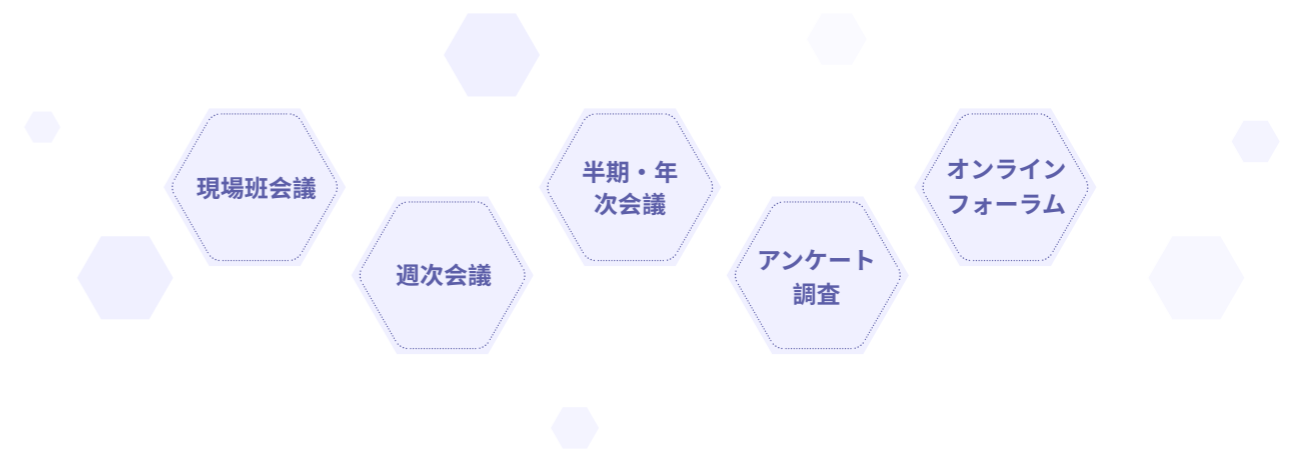 現場班会議
週次会議
半期・年
次会議
アンケート
調査
オンライン
フォーラム